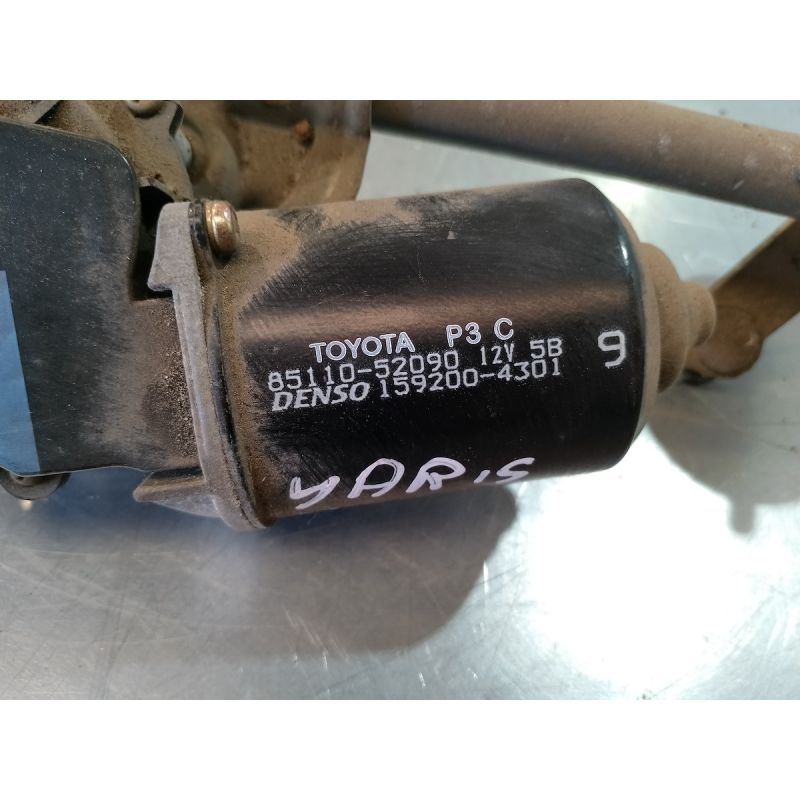 TOYOTA P3 C
85110-52090 12V 5B
DENSO 159200-4301
9
YARiS